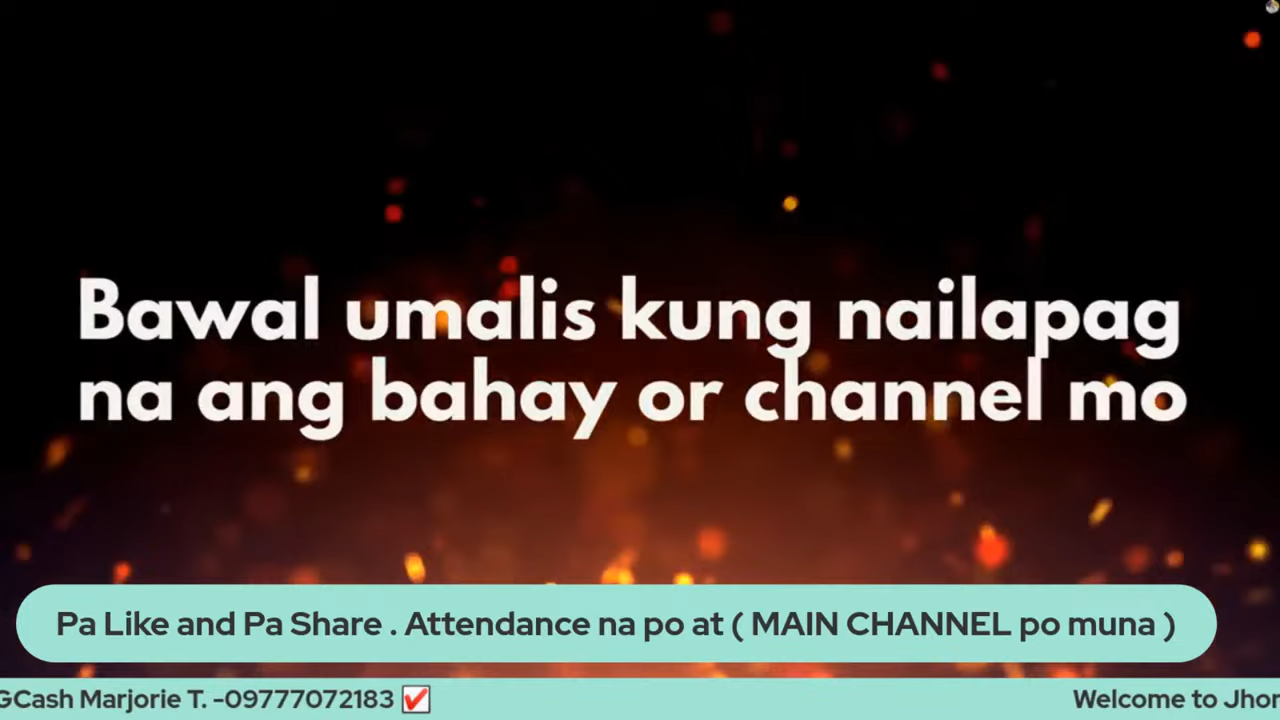 Bawal umalis kung nailapag
na ang bahay or channel mo
Pa Like and Pa Share . Attendance na po at ( MAIN CHANNEL po muna )
GCash Marjorie T. -09777072183 ☑ Welcome to Jhon